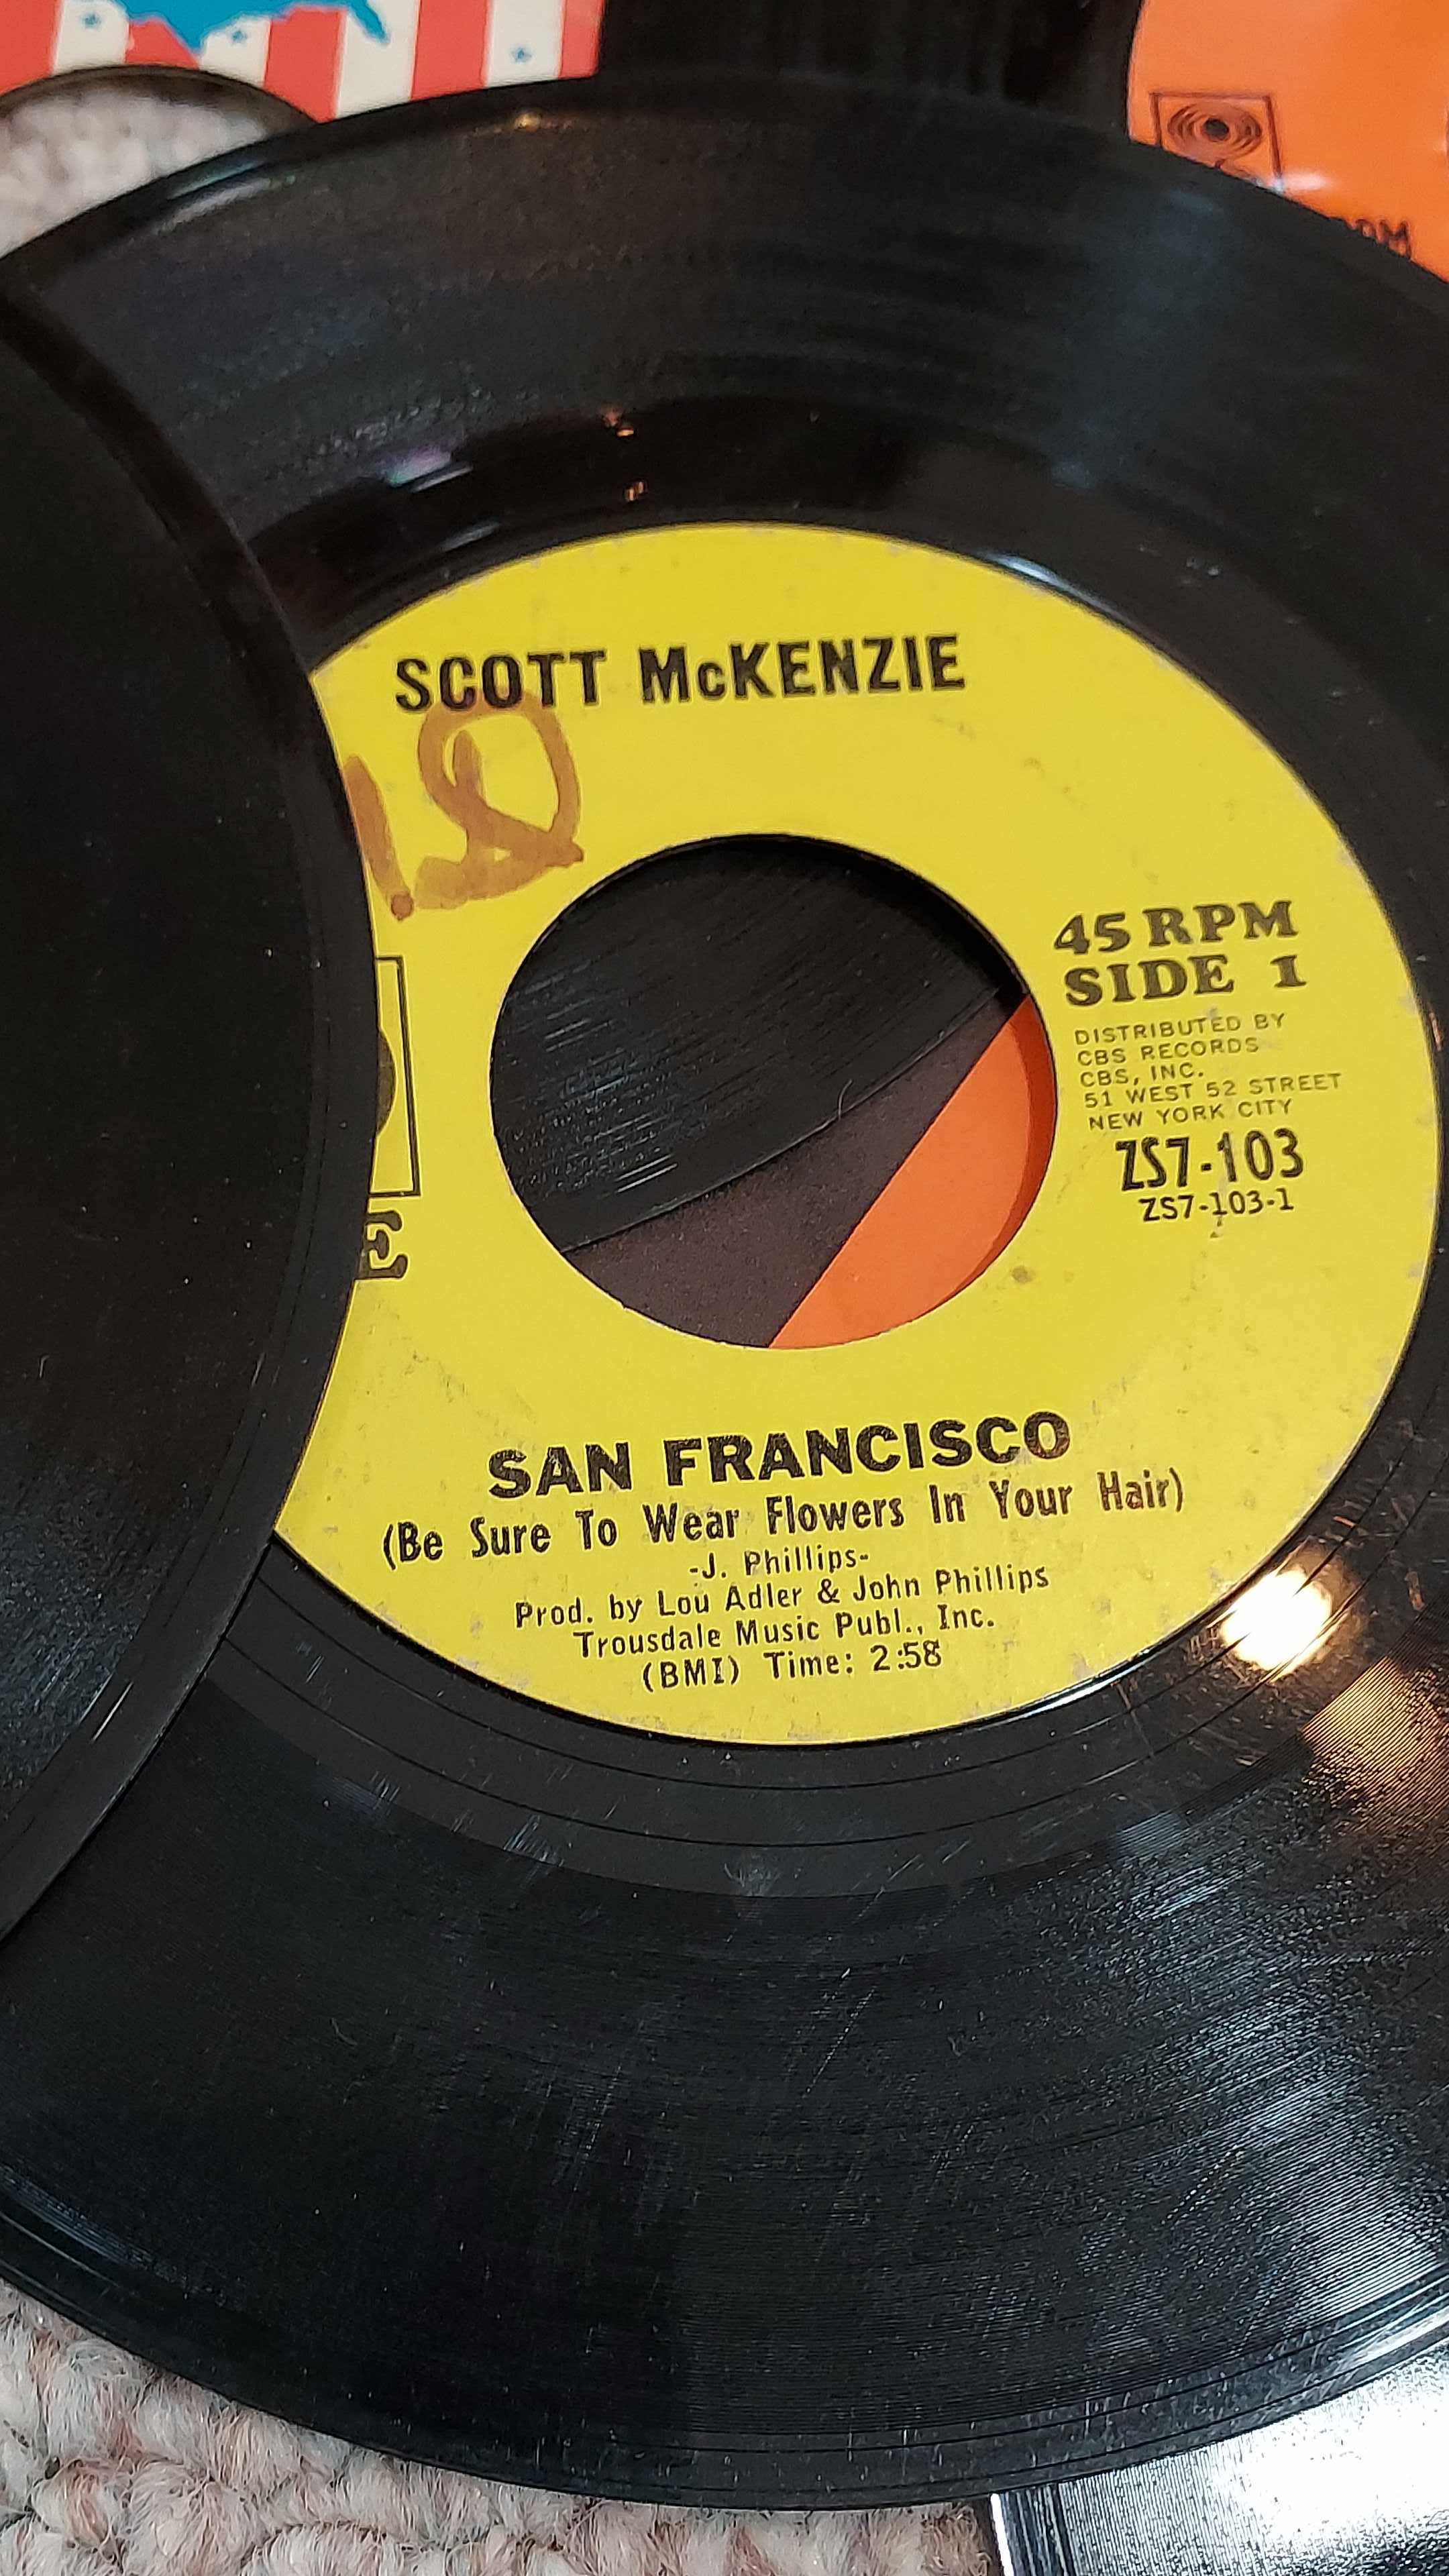 SCOTT McKENZIE
45 RPM
SIDE 1
DISTRIBUTED BY
CBS RECORDS
CBS, INC.
51 WEST 52 STREET
NEW YORK CITY
ZS7-103
ZS7-103-1
SAN FRANCISCO
(Be Sure To Wear Flowers In Your Hair)
-J. Phillips-
Prod. by Lou Adler & John Phillips
Trousdale Music Publ., Inc.
(BMI) Time: 2:58